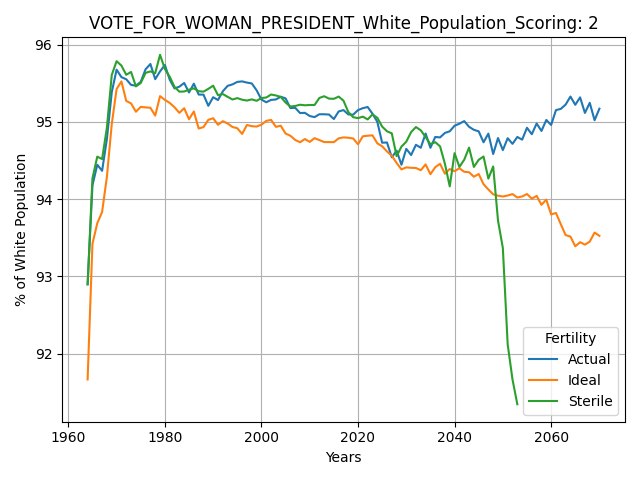 VOTE_FOR_WOMAN_PRESIDENT_White_Population_Scoring: 2
% of White Population
96
95
94
93
92
1960
1980
2000
2020
2040
2060
Years
Fertility
Actual
Ideal
Sterile